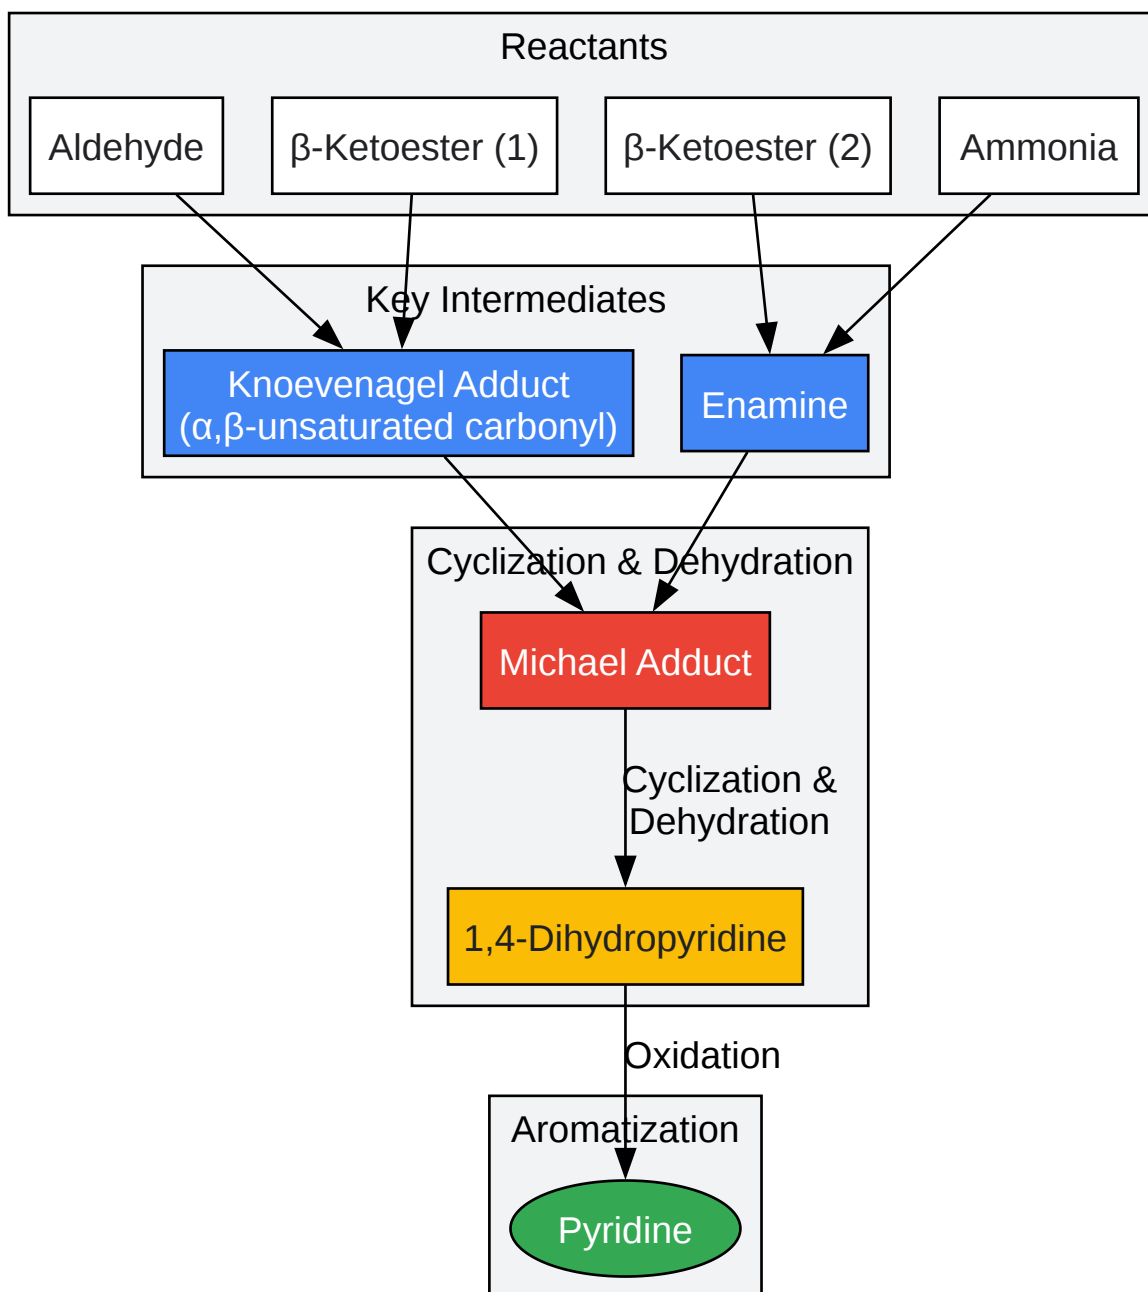 Reactants
Aldehyde
β-Ketoester (1)
β-Ketoester (2)
Ammonia
Key Intermediates
Knoevenagel Adduct
(α,β-unsaturated carbonyl)
Enamine
Cyclization & Dehydration
Michael Adduct
Cyclization &
Dehydration
1,4-Dihydropyridine
Oxidation
Aromatization
Pyridine